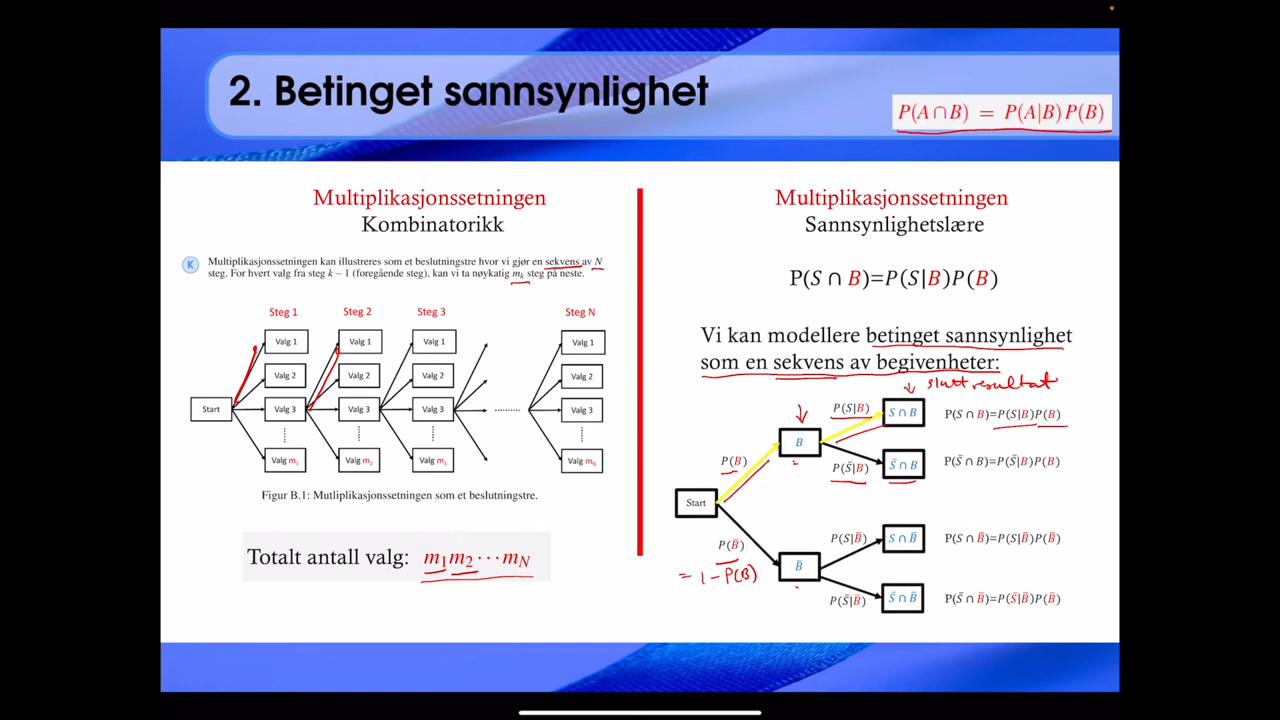 2. Betinget sannsynlighet
P(A∩B) = P(A|B)P(B)
Multiplikasjonssetningen
Kombinatorikk
K
Multiplikasjonssetningen kan illustreres som et beslutningstre hvor vi gjør en sekvens av N
steg. For hvert valg fra steg k − 1 (foregående steg), kan vi ta nøykatig mk steg på neste.
Steg 1 Steg 2 Steg 3 Steg N
Valg 1 Valg 1 Valg 1 Valg 1
Valg 2 Valg 2 Valg 2 Valg 2
Start Valg 3 Valg 3 Valg 3 .......... Valg 3
Valg m1 Valg m2 Valg m3 Valg mN
Figur B.1: Mutliplikasjonssetningen som et beslutningstre.
Totalt antall valg: m1m2⋯mN
Multiplikasjonssetningen
Sannsynlighetslære
P(S ∩ B)=P(S|B)P(B)
Vi kan modellere betinget sannsynlighet
som en sekvens av begivenheter:
↓ sluttresultat
P(S|B) S ∩ B P(S ∩ B)=P(S|B)P(B)
↓
B
P(B)
P(S̄|B) S̄ ∩ B P(S̄ ∩ B)=P(S̄|B)P(B)
Start
P(B̄)
= 1 − P(B)
P(S|B̄) S ∩ B̄ P(S ∩ B̄)=P(S|B̄)P(B̄)
B̄
P(S̄|B̄) S̄ ∩ B̄ P(S̄ ∩ B̄)=P(S̄|B̄)P(B̄)